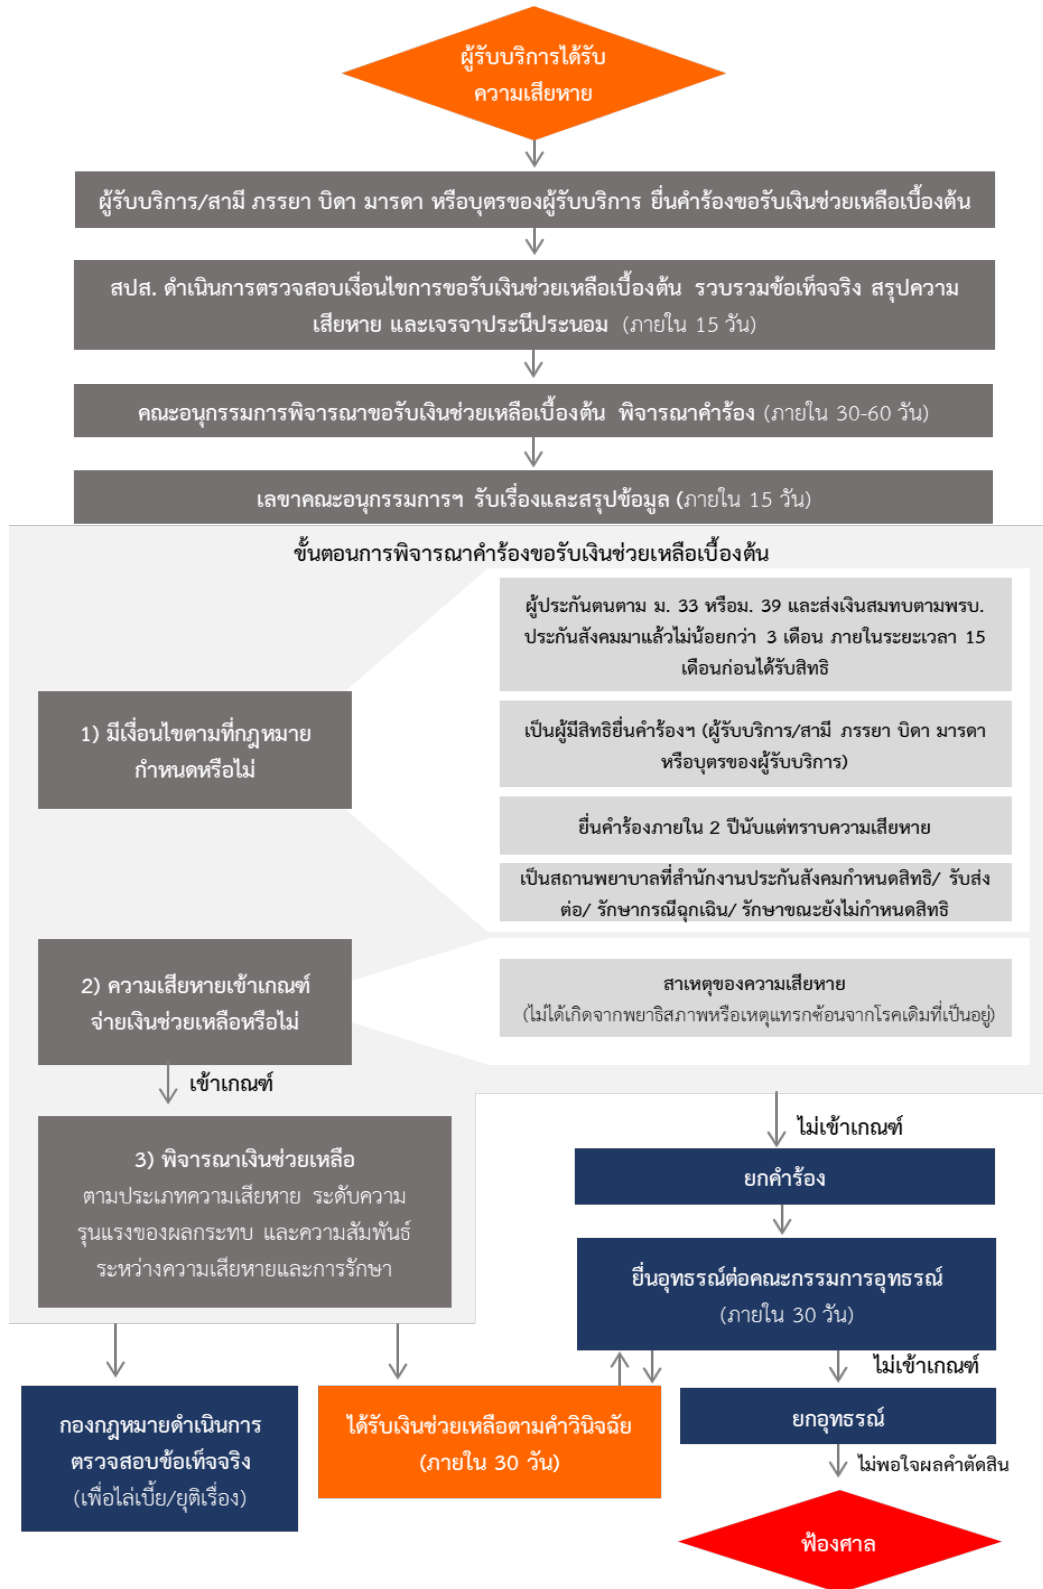 ผู้รับบริการได้รับ
ความเสียหาย
ผู้รับบริการ/สามี ภรรยา บิดา มารดา หรือบุตรของผู้รับบริการ ยื่นคำร้องขอรับเงินช่วยเหลือเบื้องต้น
สปส. ดำเนินการตรวจสอบเงื่อนไขการขอรับเงินช่วยเหลือเบื้องต้น รวบรวมข้อเท็จจริง สรุปความ
เสียหาย และเจรจาประนีประนอม (ภายใน 15 วัน)
คณะอนุกรรมการพิจารณาขอรับเงินช่วยเหลือเบื้องต้น พิจารณาคำร้อง (ภายใน 30-60 วัน)
เลขาคณะอนุกรรมการฯ รับเรื่องและสรุปข้อมูล (ภายใน 15 วัน)
ขั้นตอนการพิจารณาคำร้องขอรับเงินช่วยเหลือเบื้องต้น
1) มีเงื่อนไขตามที่กฎหมาย
กำหนดหรือไม่
ผู้ประกันตนตาม ม. 33 หรือม. 39 และส่งเงินสมทบตามพรบ.
ประกันสังคมมาแล้วไม่น้อยกว่า 3 เดือน ภายในระยะเวลา 15
เดือนก่อนได้รับสิทธิ
เป็นผู้มีสิทธิยื่นคำร้องฯ (ผู้รับบริการ/สามี ภรรยา บิดา มารดา
หรือบุตรของผู้รับบริการ)
ยื่นคำร้องภายใน 2 ปีนับแต่ทราบความเสียหาย
เป็นสถานพยาบาลที่สำนักงานประกันสังคมกำหนดสิทธิ/ รับส่ง
ต่อ/ รักษากรณีฉุกเฉิน/ รักษาขณะยังไม่กำหนดสิทธิ
2) ความเสียหายเข้าเกณฑ์
จ่ายเงินช่วยเหลือหรือไม่
สาเหตุของความเสียหาย
(ไม่ได้เกิดจากพยาธิสภาพหรือเหตุแทรกซ้อนจากโรคเดิมที่เป็นอยู่)
เข้าเกณฑ์
3) พิจารณาเงินช่วยเหลือ
ตามประเภทความเสียหาย ระดับความ
รุนแรงของผลกระทบ และความสัมพันธ์
ระหว่างความเสียหายและการรักษา
ไม่เข้าเกณฑ์
ยกคำร้อง
ยื่นอุทธรณ์ต่อคณะกรรมการอุทธรณ์
(ภายใน 30 วัน)
ไม่เข้าเกณฑ์
กองกฎหมายดำเนินการ
ตรวจสอบข้อเท็จจริง
(เพื่อไล่เบี้ย/ยุติเรื่อง)
ได้รับเงินช่วยเหลือตามคำวินิจฉัย
(ภายใน 30 วัน)
ยกอุทธรณ์
ไม่พอใจผลคำตัดสิน
ฟ้องศาล